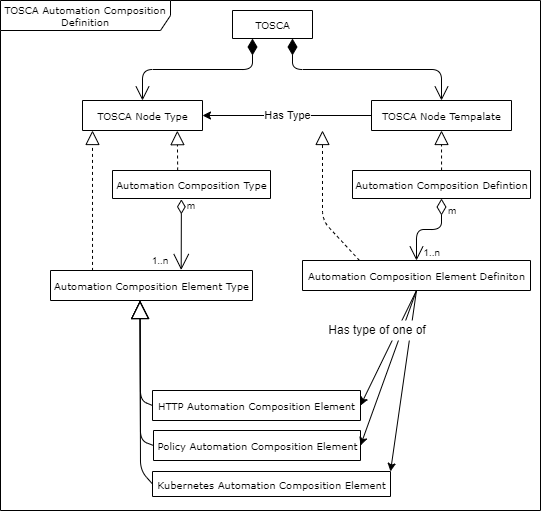 TOSCA Automation Composition
Definition
TOSCA
TOSCA Node Type
Has Type
TOSCA Node Tempalate
Automation Composition Type
Automation Composition Defintion
m
m
1..n
1..n
Automation Composition Element Type
Automation Composition Element Definiton
Has type of one of
HTTP Automation Composition Element
Policy Automation Composition Element
Kubernetes Automation Composition Element